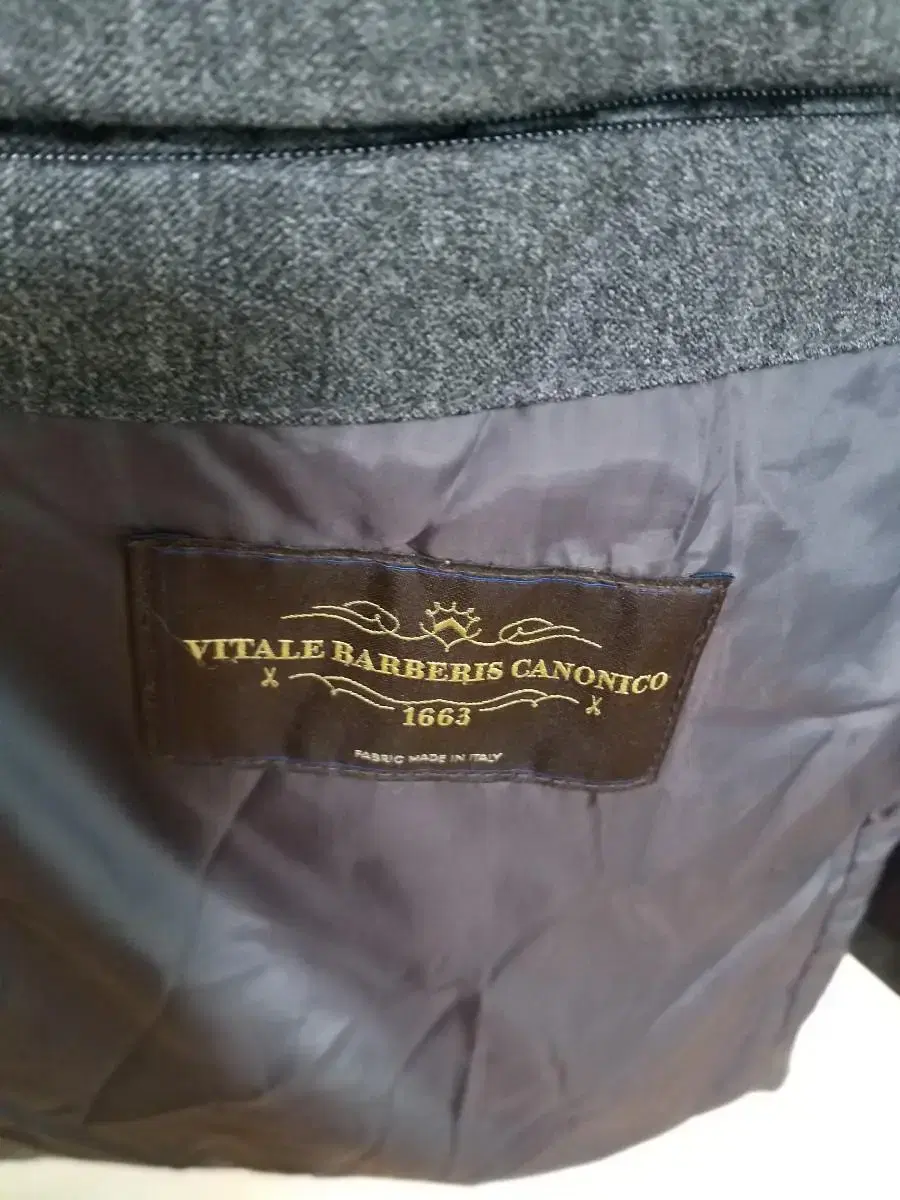 VITALE BARBERIS CANONICO
1663
FABRIC MADE IN ITALY